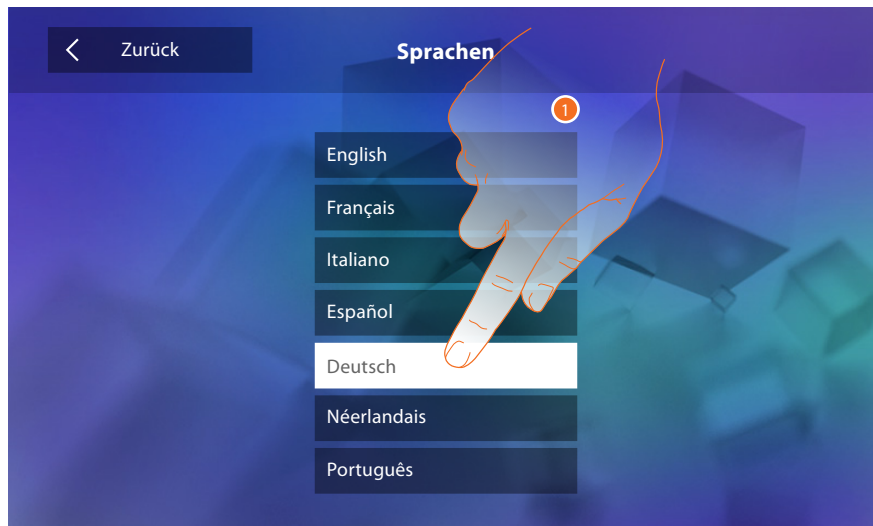 Zurück
Sprachen
1
English
Français
Italiano
Español
Deutsch
Néerlandais
Português